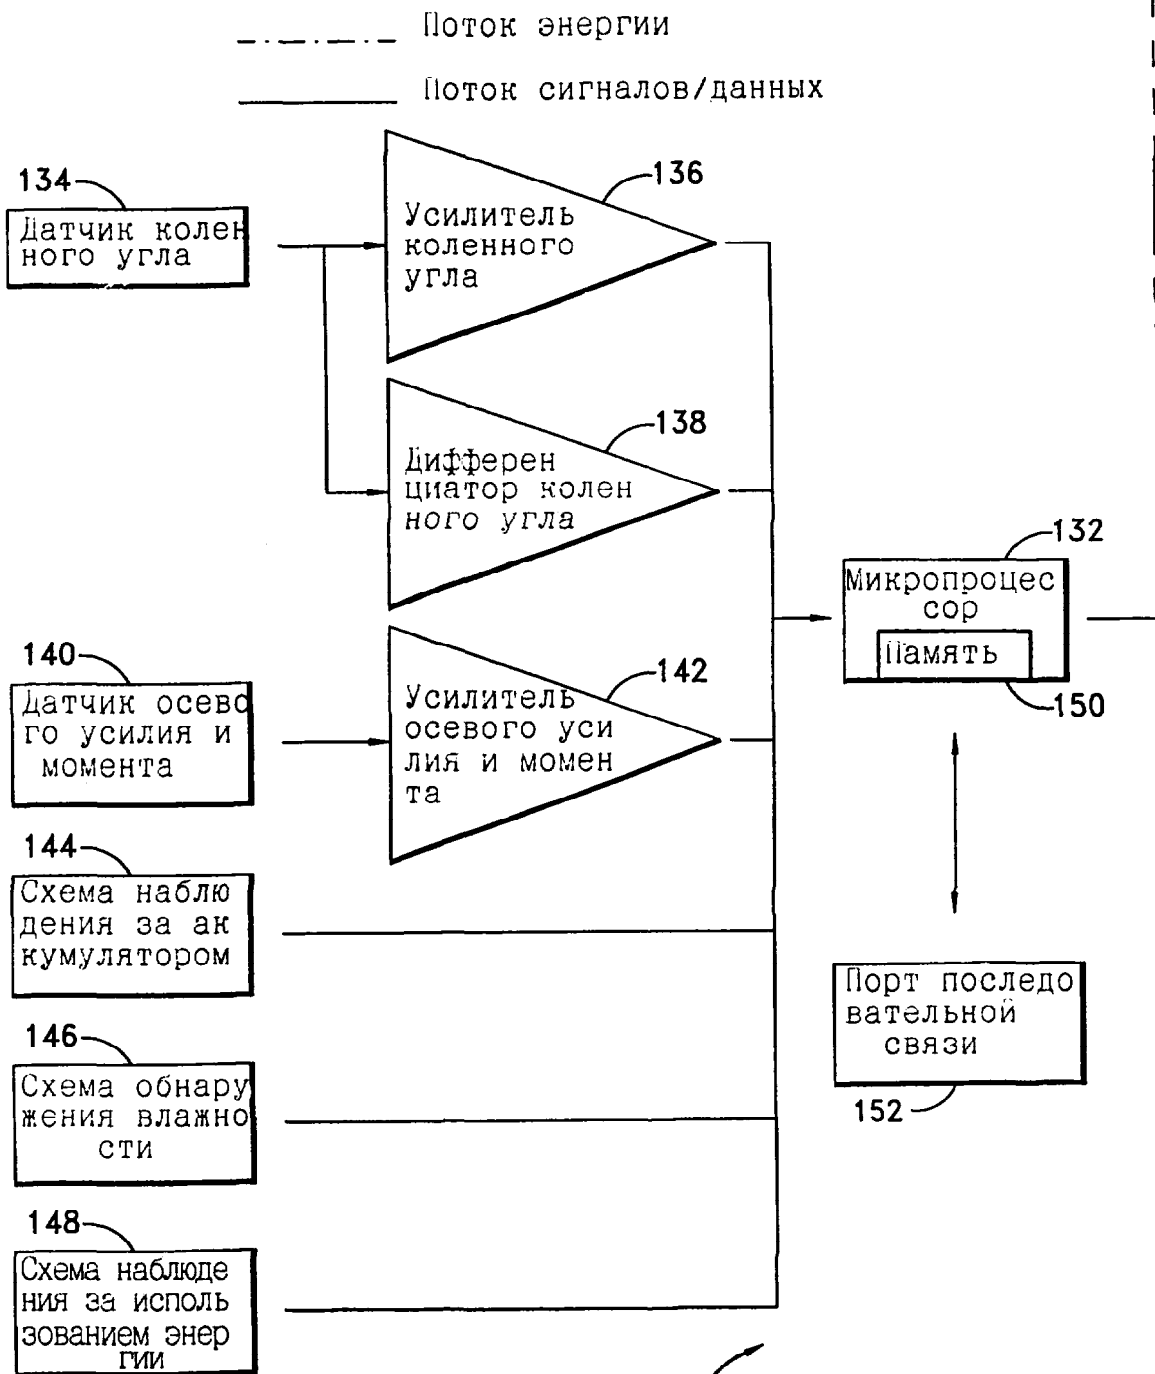 Поток энергии
Поток сигналов/данных
134
Датчик колен
ного угла
136
Усилитель
коленного
угла
138
Дифферен
циатор колен
ного угла
132
Микропроцес
сор
Память
150
140
Датчик осево
го усилия и
момента
142
Усилитель
осевого уси
лия и момен
та
144
Схема наблю
дения за ак
кумулятором
Порт последо
вательной
связи
152
146
Схема обнару
жения влажно
сти
148
Схема наблюде
ния за исполь
зованием энер
гии